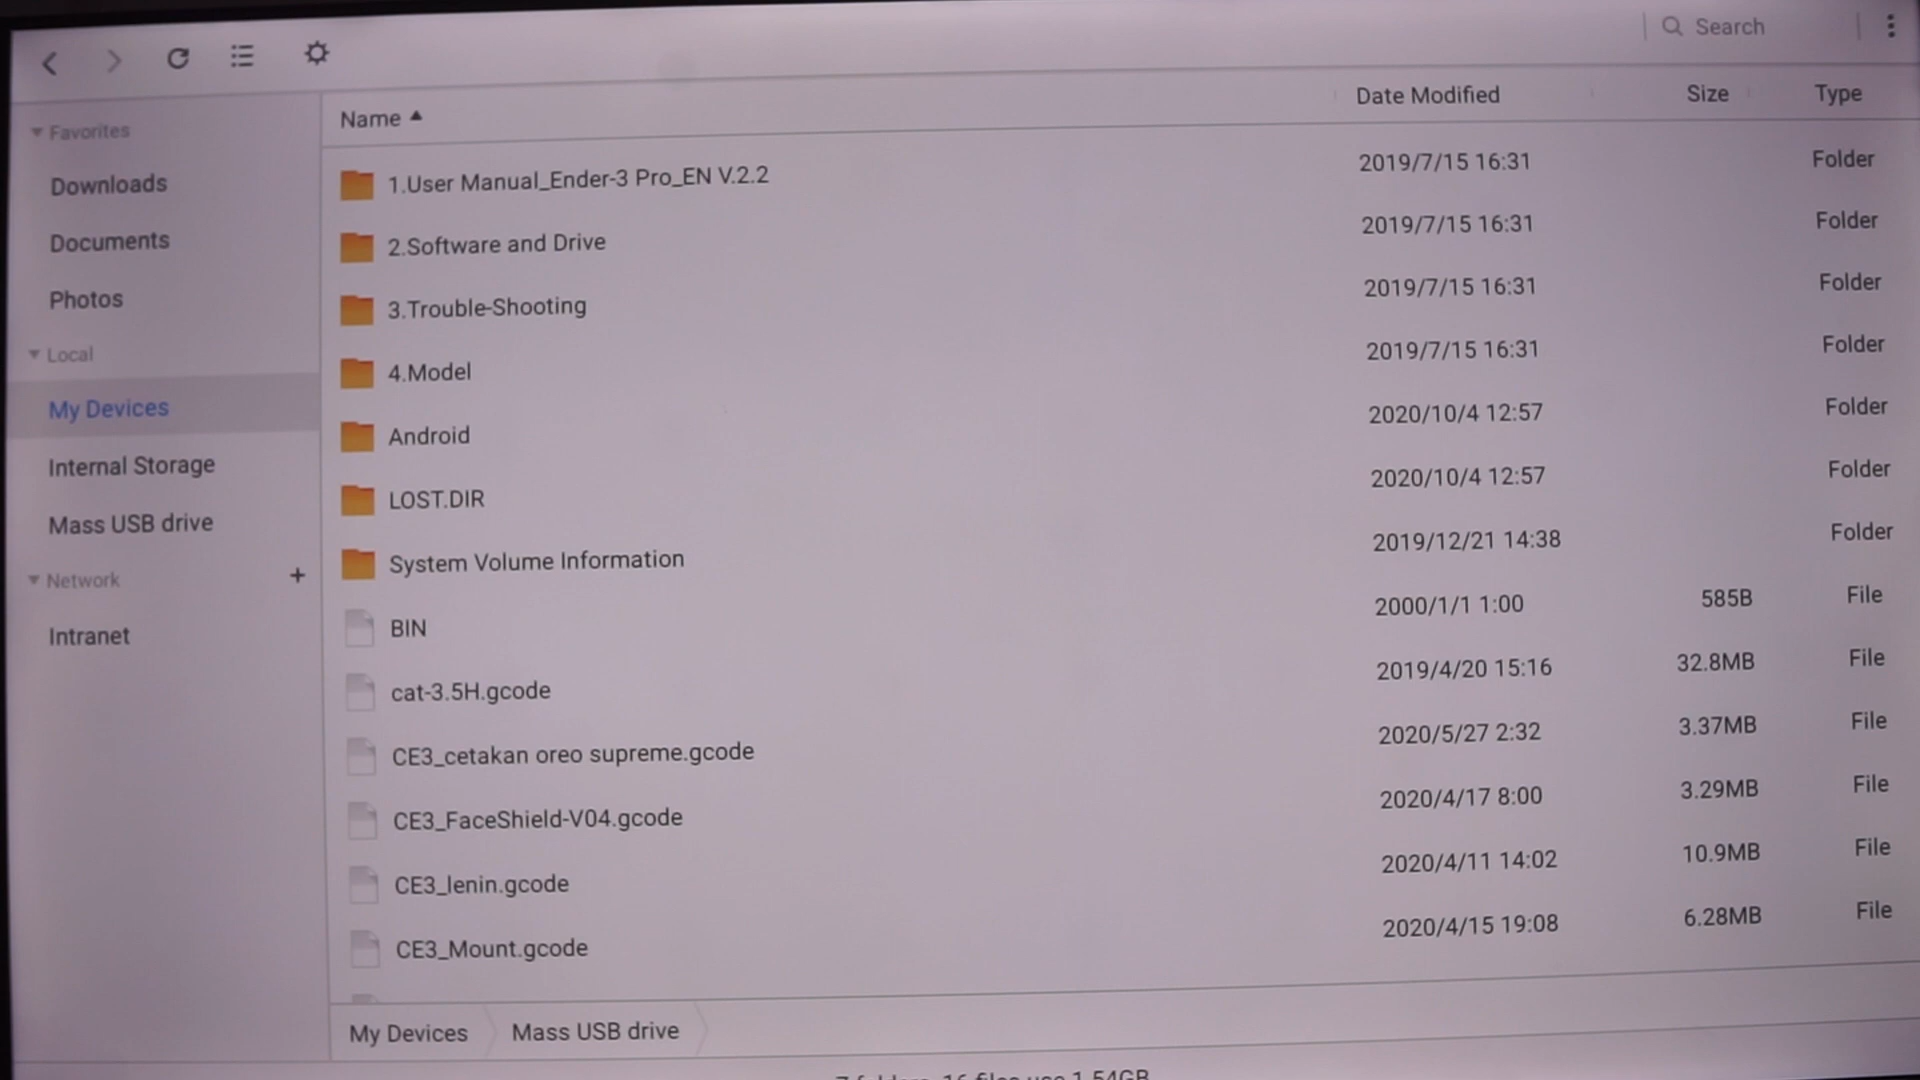 Search
Name Date Modified Size Type
Favorites
Downloads
Documents
Photos
Local
My Devices
Internal Storage
Mass USB drive
Network +
Intranet
1.User Manual_Ender-3 Pro_EN V.2.2 2019/7/15 16:31 Folder
2.Software and Drive 2019/7/15 16:31 Folder
3.Trouble-Shooting 2019/7/15 16:31 Folder
4.Model 2019/7/15 16:31 Folder
Android 2020/10/4 12:57 Folder
LOST.DIR 2020/10/4 12:57 Folder
System Volume Information 2019/12/21 14:38 Folder
BIN 2000/1/1 1:00 585B File
cat-3.5H.gcode 2019/4/20 15:16 32.8MB File
CE3_cetakan oreo supreme.gcode 2020/5/27 2:32 3.37MB File
CE3_FaceShield-V04.gcode 2020/4/17 8:00 3.29MB File
CE3_lenin.gcode 2020/4/11 14:02 10.9MB File
CE3_Mount.gcode 2020/4/15 19:08 6.28MB File
My Devices Mass USB drive
7 folders, 16 files use 1.54GB